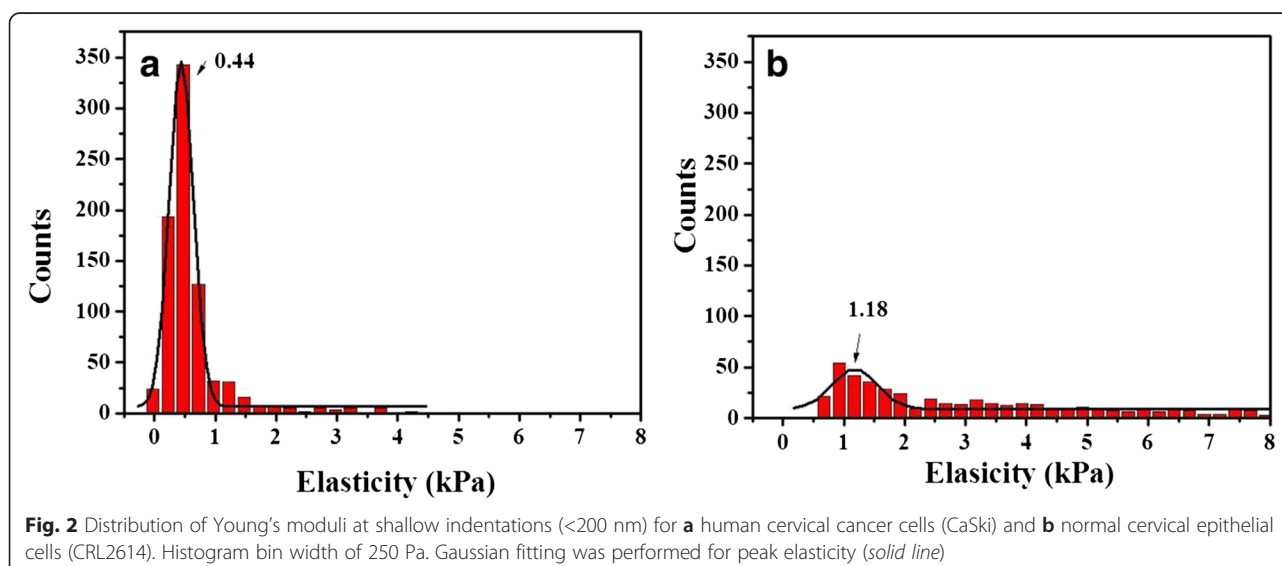 a
0.44
350
300
250
200
150
100
50
0
Counts
0 1 2 3 4 5 6 7 8
Elasticity (kPa)
b
1.18
350
300
250
200
150
100
50
0
Counts
0 1 2 3 4 5 6 7 8
Elasicity (kPa)
Fig. 2 Distribution of Young's moduli at shallow indentations (<200 nm) for a human cervical cancer cells (CaSki) and b normal cervical epithelial
cells (CRL2614). Histogram bin width of 250 Pa. Gaussian fitting was performed for peak elasticity (solid line)